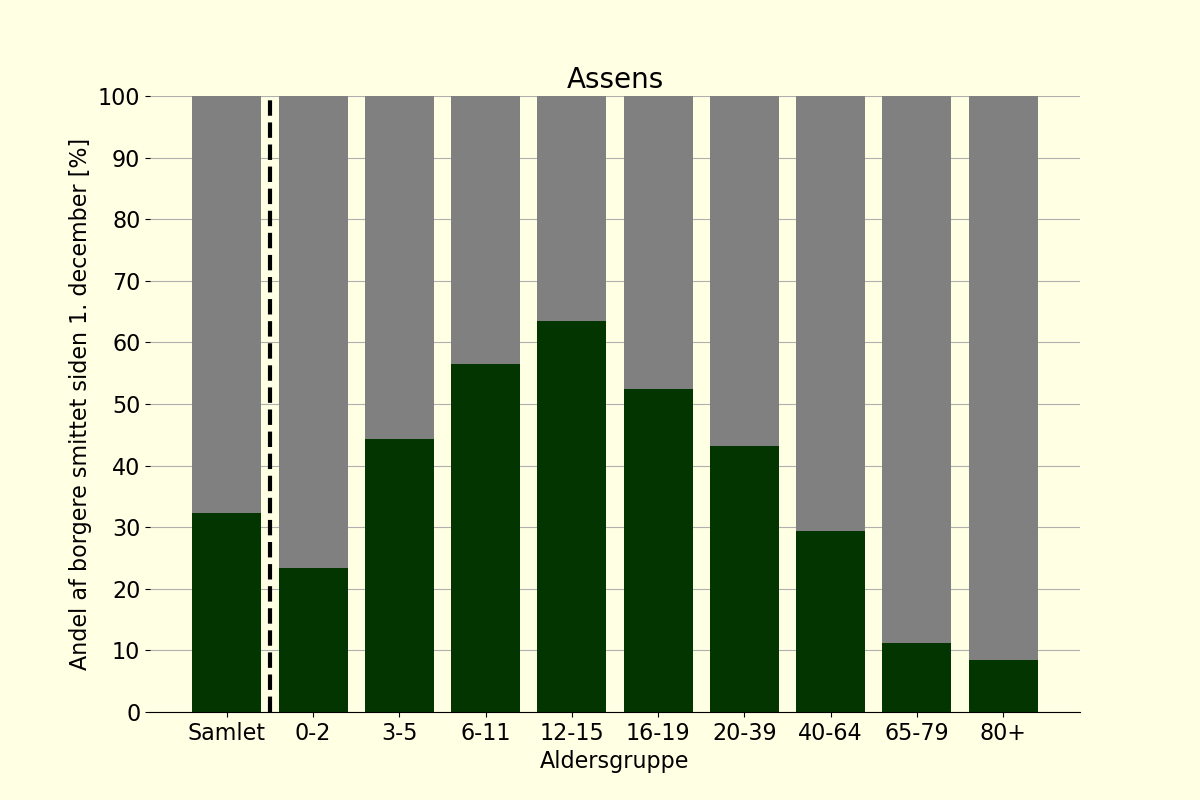 Assens
Andel af borgere smittet siden 1. december [%]
100
90
80
70
60
50
40
30
20
10
0
Samlet 0-2 3-5 6-11 12-15 16-19 20-39 40-64 65-79 80+
Aldersgruppe